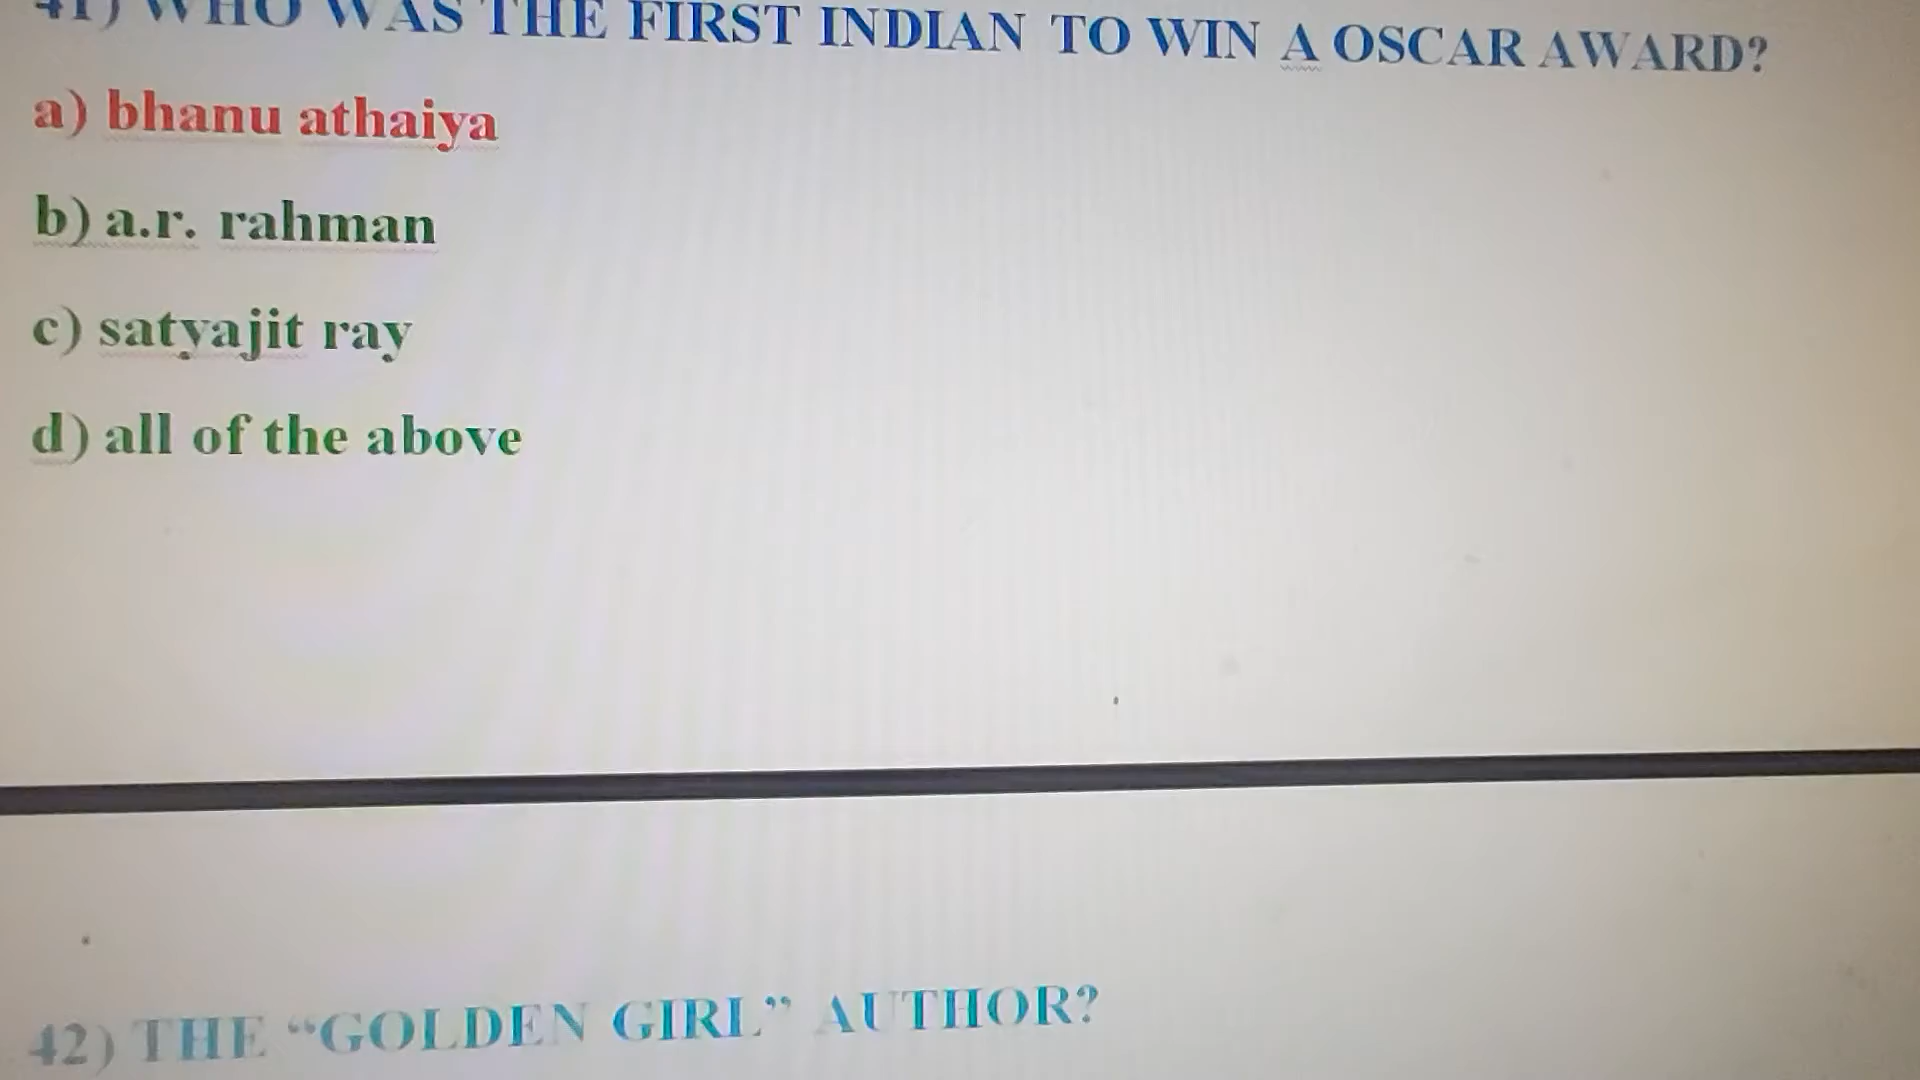 41) WHO WAS THE FIRST INDIAN TO WIN A OSCAR AWARD?
a) bhanu athaiya
b) a.r. rahman
c) satyajit ray
d) all of the above
42) THE “GOLDEN GIRL” AUTHOR?